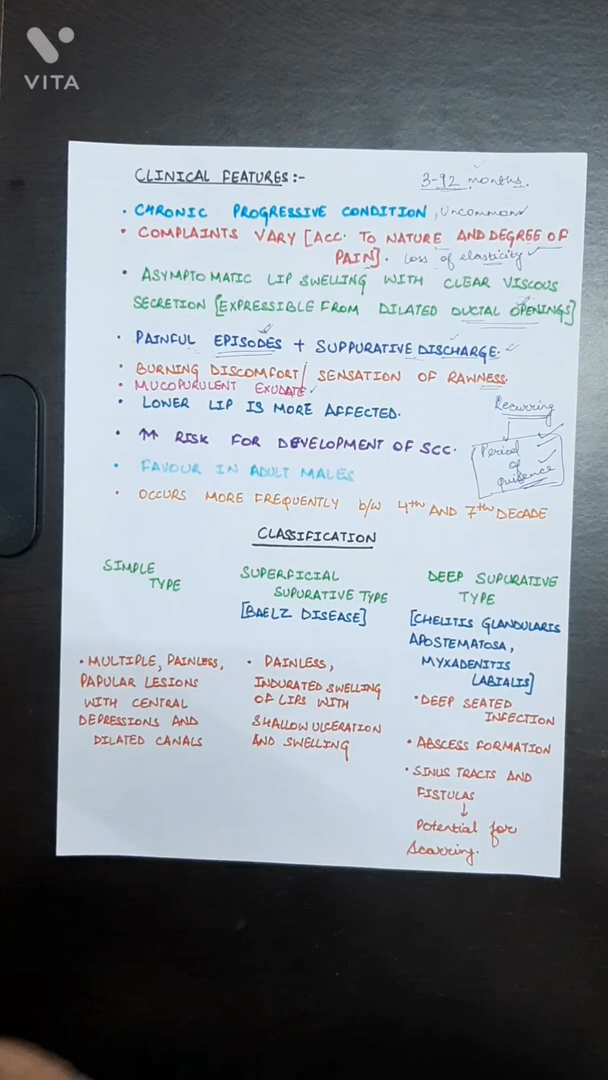 VITA
CLINICAL FEATURES:-
3-92 months.
• CHRONIC PROGRESSIVE CONDITION, Uncommon
• COMPLAINTS VARY [ACC. TO NATURE AND DEGREE OF
PAIN]. loss of elasticity
• ASYMPTOMATIC LIP SWELLING WITH CLEAR VISCOUS
SECRETION [EXPRESSIBLE FROM DILATED DUCTAL OPENINGS]
• PAINFUL EPISODES + SUPPURATIVE DISCHARGE.
• BURNING DISCOMFORT / SENSATION OF RAWNESS.
• MUCOPURULENT EXUDATE
• LOWER LIP IS MORE AFFECTED.
Recurring
• ↑↑ RISK FOR DEVELOPMENT OF SCC.
Period
of
quisence
• FAVOUR IN ADULT MALES
• OCCURS MORE FREQUENTLY b/w 4th AND 7th DECADE
CLASSIFICATION
SIMPLE
TYPE
SUPERFICIAL
SUPURATIVE TYPE
[BAELZ DISEASE]
DEEP SUPURATIVE
TYPE
[CHELITIS GLANDULARIS
APOSTEMATOSA,
MYXADENITIS
LABIALIS]
• MULTIPLE, PAINLESS,
PAPULAR LESIONS
WITH CENTRAL
DEPRESSIONS AND
DILATED CANALS
• PAINLESS,
INDURATED SWELLING
OF LIPS WITH
SHALLOW ULCERATION
AND SWELLING
• DEEP SEATED
INFECTION
• ABSCESS FORMATION
• SINUS TRACTS AND
FISTULAS
↓
Potential for
Scarring.